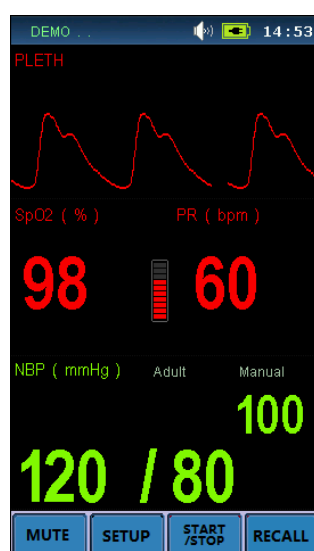 DEMO . . 14:53
PLETH
SpO2 ( % ) PR ( bpm )
98 60
NBP ( mmHg ) Adult Manual
100
120 / 80
MUTE SETUP START /STOP RECALL